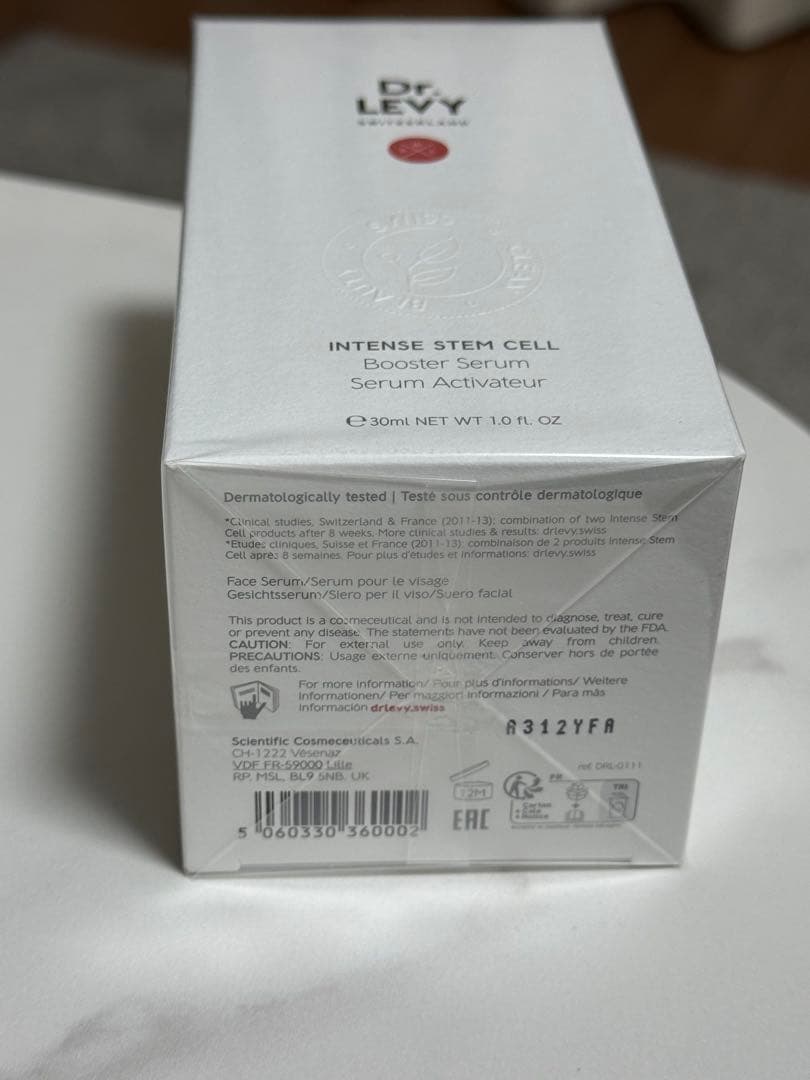 Dr.
LEVY
SWITZERLAND
INTENSE STEM CELL
Booster Serum
Serum Activateur
℮30ml NET WT 1.0 fl. OZ
Dermatologically tested | Testé sous contrôle dermatologique
*Clinical studies, Switzerland & France (2011-13): combination of two Intense Stem
Cell products after 8 weeks. More clinical studies & results: drlevy.swiss
*Etudes cliniques, Suisse et France (2011-13): combinaison de 2 produits Intense Stem
Cell après 8 semaines. Pour plus d'études et informations: drlevy.swiss
Face Serum/Serum pour le visage
Gesichtsserum/Siero per il viso/Suero facial
This product is a cosmeceutical and is not intended to diagnose, treat, cure
or prevent any disease. The statements have not been evaluated by the FDA.
CAUTION: For external use only. Keep away from children.
PRECAUTIONS: Usage externe uniquement. Conserver hors de portée
des enfants.
For more information/ Pour plus d'informations/ Weitere
Informationen/ Per maggiori informazioni / Para más
información drlevy.swiss
A312YFA
Scientific Cosmeceuticals S.A.
CH-1222 Vésenaz
VDF FR-59000 Lille
RP, MSL, BL9 5NB. UK
ref. DRL-0111
12M
EAC
FR
Carton
+ Notice
TRI
5 060330 360002